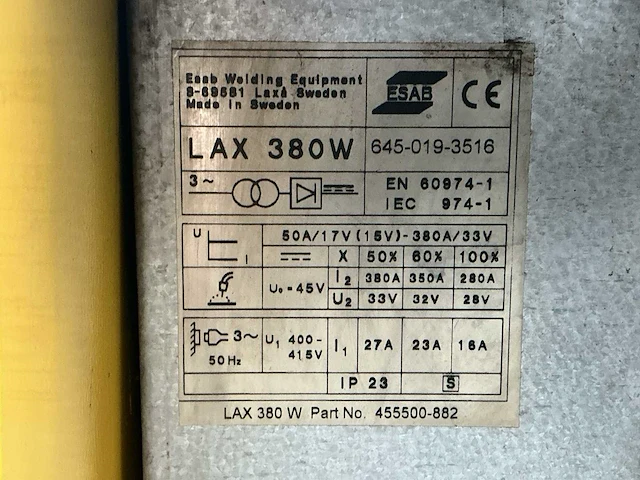 Esab Welding Equipment
S-69581 Laxå Sweden
Made in Sweden
ESAB
CE
LAX 380W
645-019-3516
3~
EN 60974-1
IEC 974-1
U
I
50A/17V(15V)-380A/33V
X 50% 60% 100%
U₀=45V
I2 380A 350A 280A
U2 33V 32V 28V
3~
50Hz
U1 400-
415V
I1 27A 23A 16A
IP 23
S
LAX 380 W Part No. 455500-882